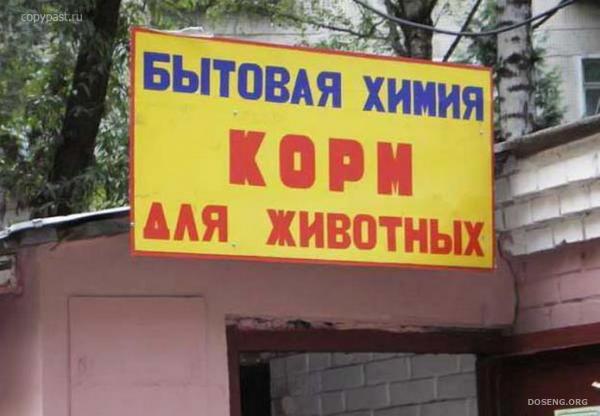 copypast.ru
БЫТОВАЯ ХИМИЯ
КОРМ
ДЛЯ ЖИВОТНЫХ
DOSENG.ORG